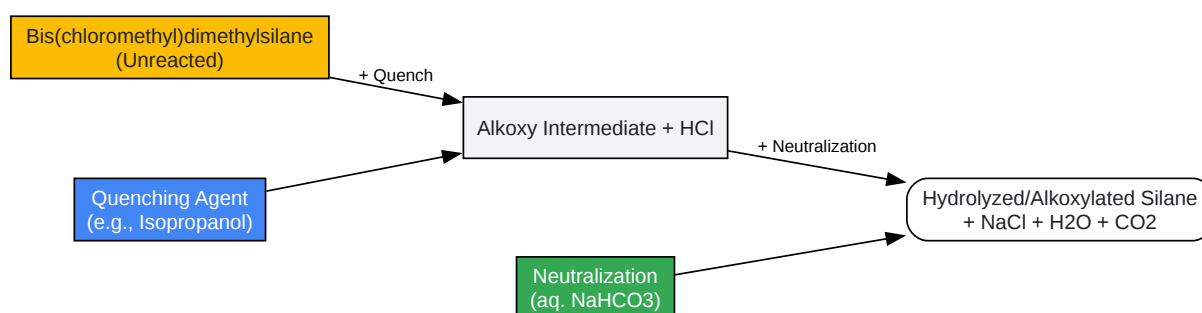 Bis(chloromethyl)dimethylsilane
(Unreacted)
+ Quench
Alkoxy Intermediate + HCl
+ Neutralization
Quenching Agent
(e.g., Isopropanol)
Hydrolyzed/Alkoxylated Silane
+ NaCl + H2O + CO2
Neutralization
(aq. NaHCO3)